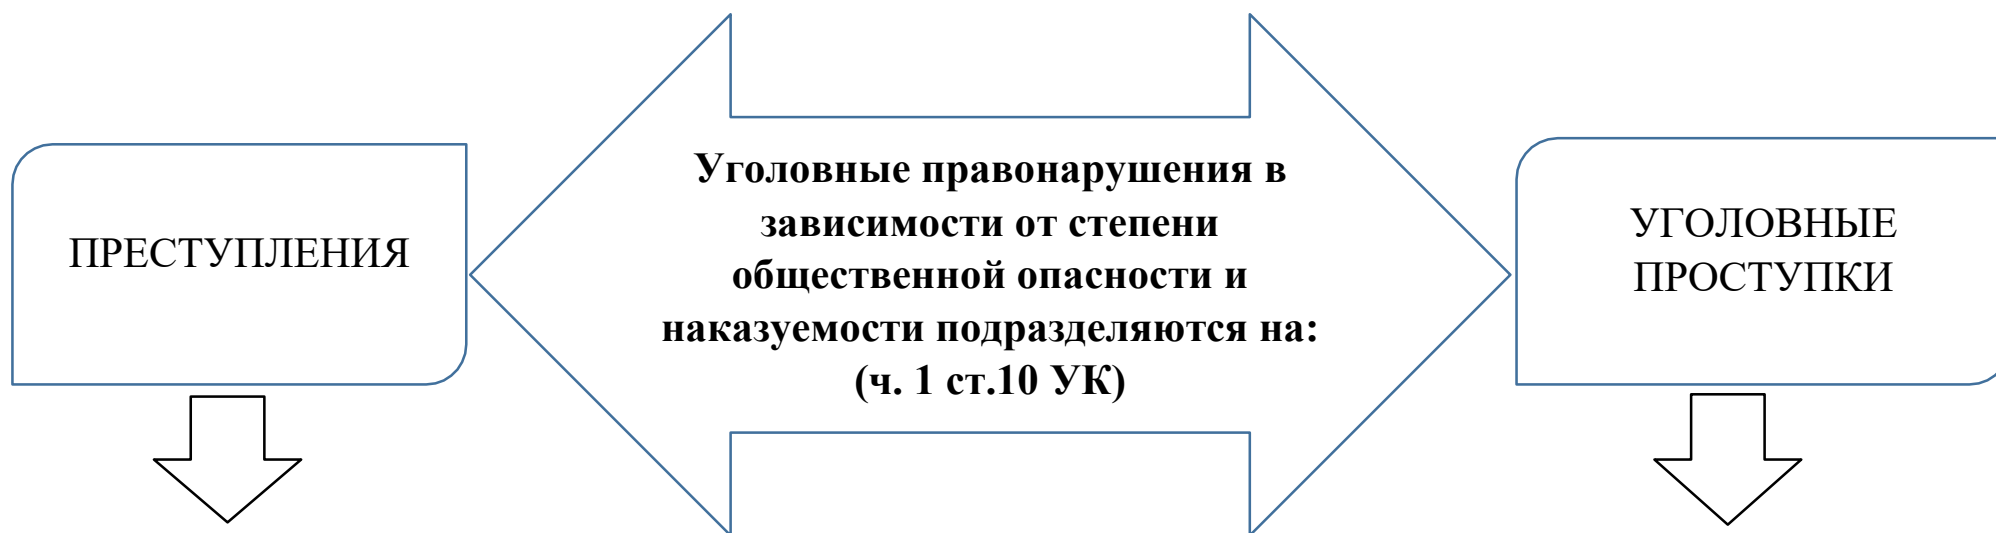 ПРЕСТУПЛЕНИЯ
Уголовные правонарушения в
зависимости от степени
общественной опасности и
наказуемости подразделяются на:
(ч. 1 ст.10 УК)
УГОЛОВНЫЕ
ПРОСТУПКИ